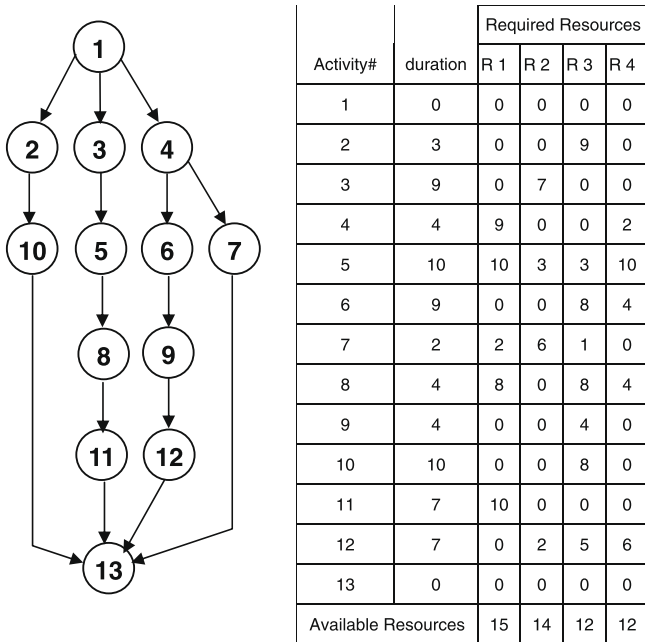 1
2 3 4
10 5 6 7
8 9
11 12
13
Required Resources
Activity# duration R 1 R 2 R 3 R 4
1 0 0 0 0 0
2 3 0 0 9 0
3 9 0 7 0 0
4 4 9 0 0 2
5 10 10 3 3 10
6 9 0 0 8 4
7 2 2 6 1 0
8 4 8 0 8 4
9 4 0 0 4 0
10 10 0 0 8 0
11 7 10 0 0 0
12 7 0 2 5 6
13 0 0 0 0 0
Available Resources 15 14 12 12